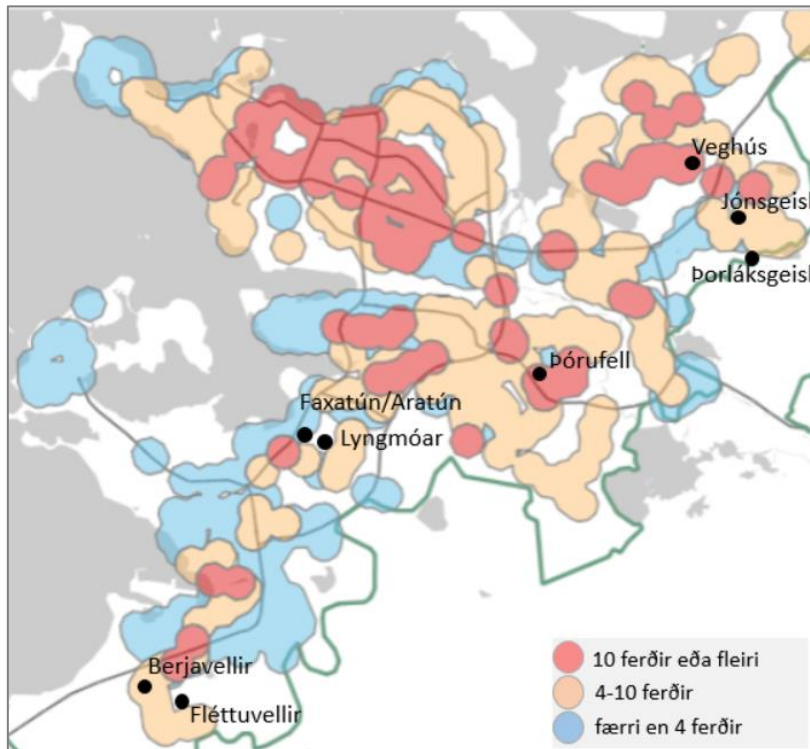 Veghús
Jónsgeisl
Þorláksgeisl
Þórufell
Faxatún/Aratún
Lyngmóar
Berjavellir
Fléttuvellir
10 ferðir eða fleiri
4-10 ferðir
færri en 4 ferðir